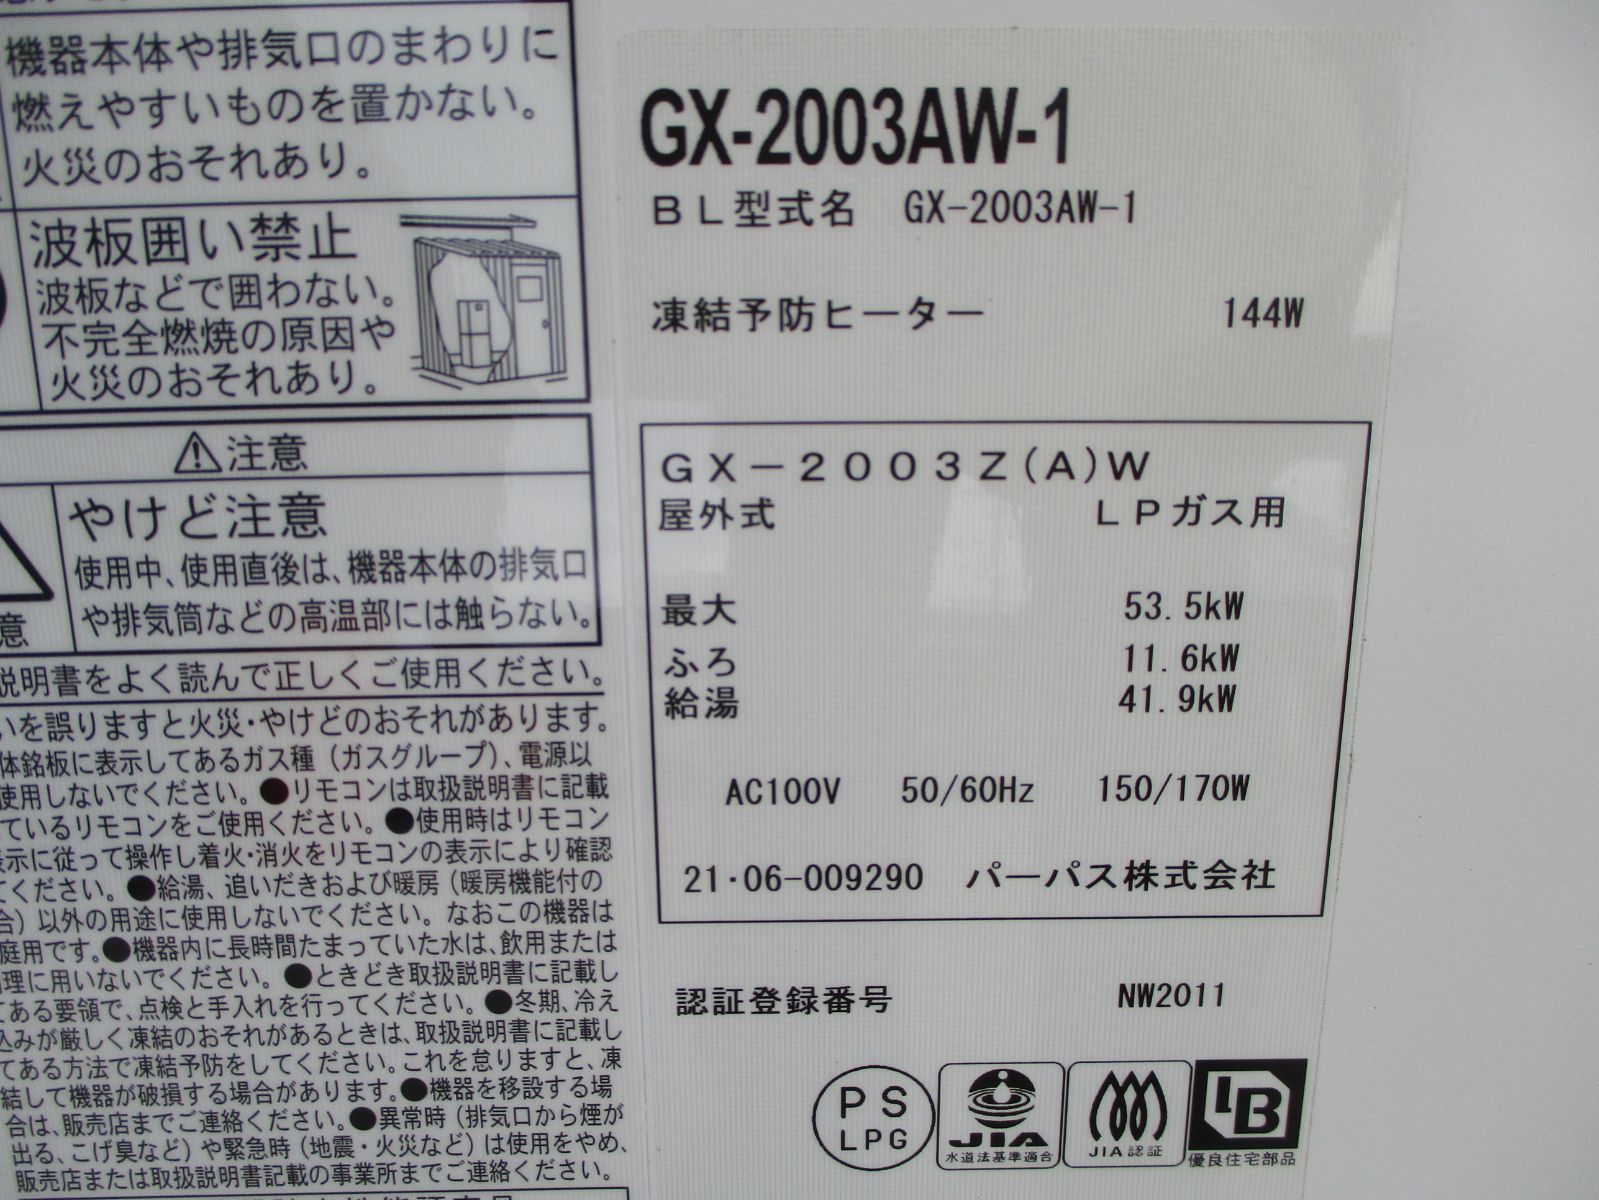 機器本体や排気口のまわりに
燃えやすいものを置かない。
火災のおそれあり。
波板囲い禁止
波板などで囲わない。
不完全燃焼の原因や
火災のおそれあり。
注意
やけど注意
使用中、使用直後は、機器本体の排気口
や排気筒などの高温部には触らない。
意
説明書をよく読んで正しくご使用ください。
いを誤りますと火災・やけどのおそれがあります。
体銘板に表示してあるガス種（ガスグループ）、電源以
使用しないでください。●リモコンは取扱説明書に記載
ているリモコンをご使用ください。●使用時はリモコン
表示に従って操作し着火・消火をリモコンの表示により確認
てください。●給湯、追いだきおよび暖房（暖房機能付の
合）以外の用途に使用しないでください。なおこの機器は
庭用です。●機器内に長時間たまっていた水は、飲用または
理に用いないでください。●ときどき取扱説明書に記載し
てある要領で、点検と手入れを行ってください。●冬期、冷え
込みが厳しく凍結のおそれがあるときは、取扱説明書に記載し
てある方法で凍結予防をしてください。これを怠りますと、凍
結して機器が破損する場合があります。●機器を移設する場
合は、販売店までご連絡ください。●異常時（排気口から煙が
出る、こげ臭など）や緊急時（地震・火災など）は使用をやめ、
販売店または取扱説明書記載の事業所までご連絡ください。
GX-2003AW-1
ＢＬ型式名 GX-2003AW-1
凍結予防ヒーター 144W
ＧＸ－２００３Ｚ(Ａ)Ｗ
屋外式 ＬＰガス用
最大 53.5kW
ふろ 11.6kW
給湯 41.9kW
AC100V 50/60Hz 150/170W
21・06-009290 パーパス株式会社
認証登録番号 NW2011
PS
LPG
JIA
水道法基準適合
JIA認証
BL
優良住宅部品